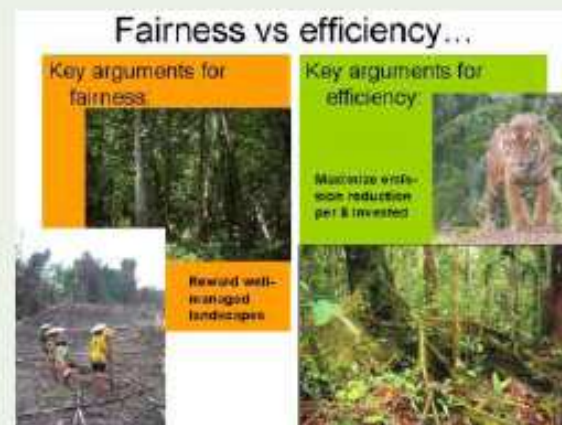 Fairness vs efficiency...
Key arguments for
fairness:
Reward well-
managed
landscapes
Key arguments for
efficiency:
Maximize emis-
sion reduction
per $ invested